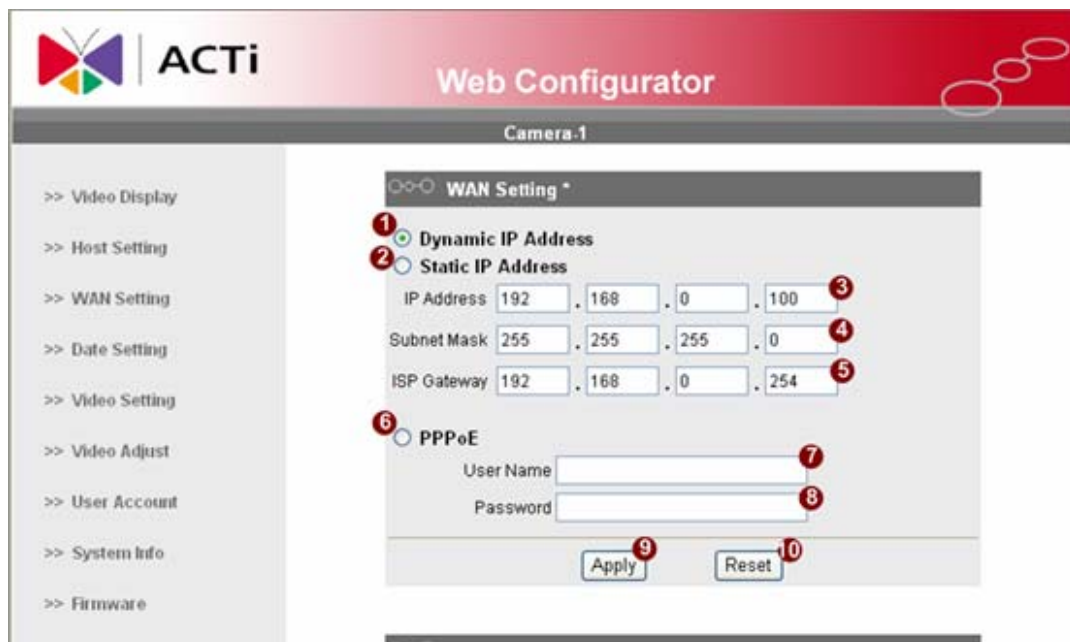 ACTi
Web Configurator
Camera-1
>> Video Display
>> Host Setting
>> WAN Setting
>> Date Setting
>> Video Setting
>> Video Adjust
>> User Account
>> System Info
>> Firmware
WAN Setting *
1 Dynamic IP Address
2 Static IP Address
IP Address 192 . 168 . 0 . 100 3
Subnet Mask 255 . 255 . 255 . 0 4
ISP Gateway 192 . 168 . 0 . 254 5
6 PPPoE
User Name 7
Password 8
Apply 9 Reset 10